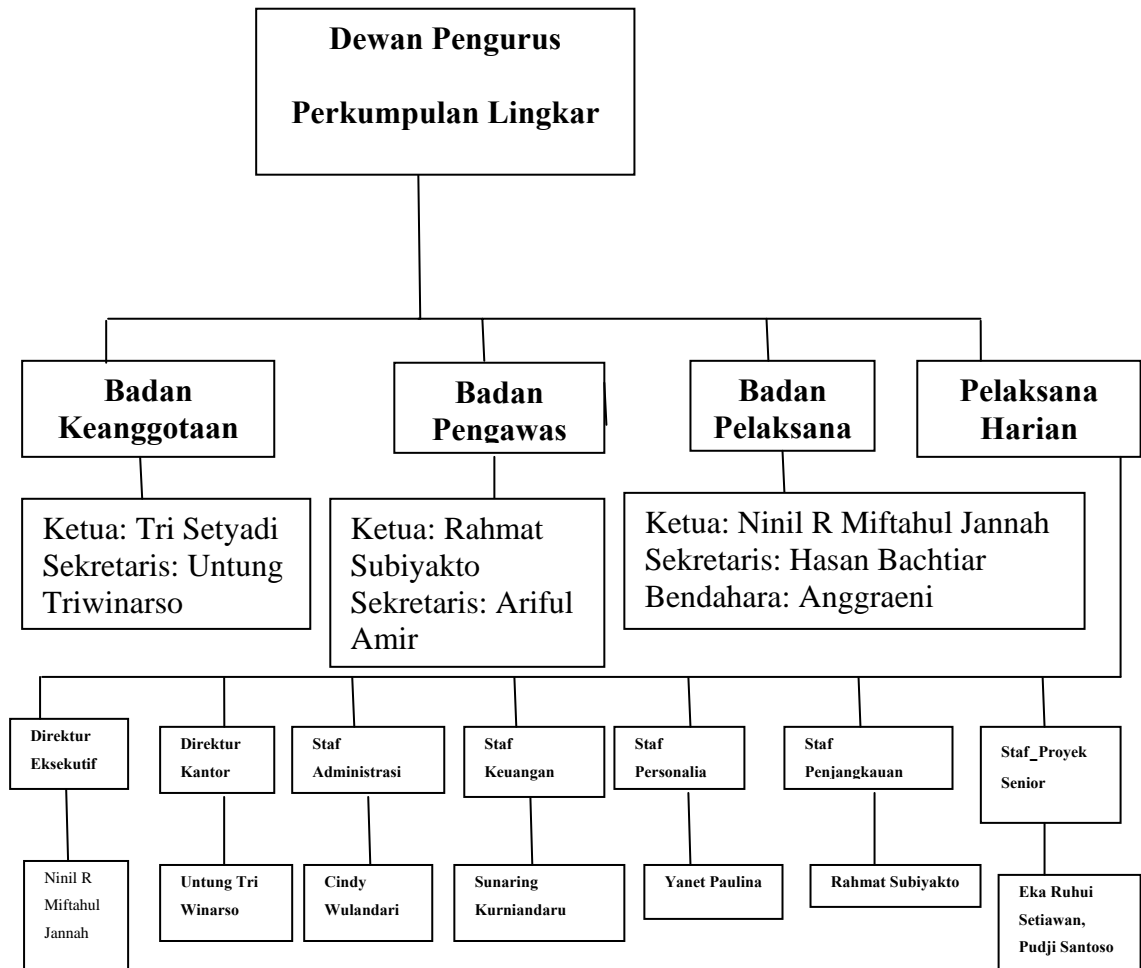 Dewan Pengurus
Perkumpulan Lingkar
Badan
Keanggotaan
Badan
Pengawas
Badan
Pelaksana
Pelaksana
Harian
Ketua: Tri Setyadi
Sekretaris: Untung
Triwinarso
Ketua: Rahmat
Subiyakto
Sekretaris: Ariful
Amir
Ketua: Ninil R Miftahul Jannah
Sekretaris: Hasan Bachtiar
Bendahara: Anggraeni
Direktur
Eksekutif
Direktur
Kantor
Staf
Administrasi
Staf
Keuangan
Staf
Personalia
Staf
Penjangkauan
Staf_Proyek
Senior
Ninil R
Miftahul
Jannah
Untung Tri
Winarso
Cindy
Wulandari
Sunaring
Kurniandaru
Yanet Paulina
Rahmat Subiyakto
Eka Ruhui
Setiawan,
Pudji Santoso